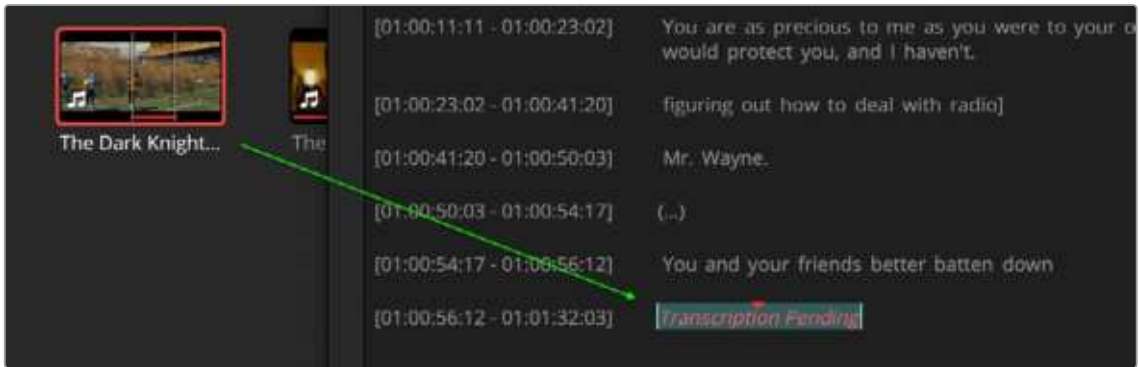 The Dark Knight...
The
[01:00:11:11 - 01:00:23:02] You are as precious to me as you were to your o
would protect you, and I haven't.
[01:00:23:02 - 01:00:41:20] figuring out how to deal with radio]
[01:00:41:20 - 01:00:50:03] Mr. Wayne.
[01:00:50:03 - 01:00:54:17] (...)
[01:00:54:17 - 01:00:56:12] You and your friends better batten down
[01:00:56:12 - 01:01:32:03] Transcription Pending